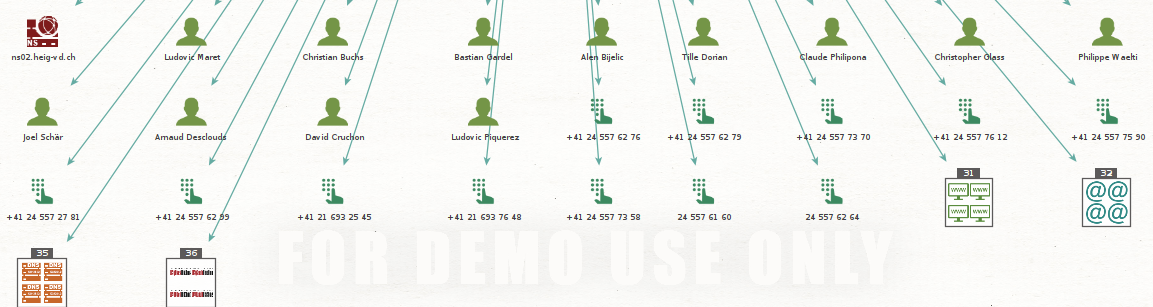 NS
ns02.heig-vd.ch
Ludovic Maret
Christian Buchs
Bastian Gardel
Alen Bijelic
Tille Dorian
Claude Philipona
Christopher Glass
Philippe Waelti
Joel Schär
Arnaud Desclouds
David Cruchon
Ludovic Piquerez
+41 24 557 62 76
+41 24 557 62 79
+41 24 557 73 70
+41 24 557 76 12
+41 24 557 75 90
31
WWW WWW
WWW WWW
32
@@
@@
+41 24 557 27 81
+41 24 557 62 99
+41 21 693 25 45
+41 21 693 76 48
+41 24 557 73 58
24 557 61 60
24 557 62 64
FOR DEMO USE ONLY
35
DNS DNS
DNS DNS
36